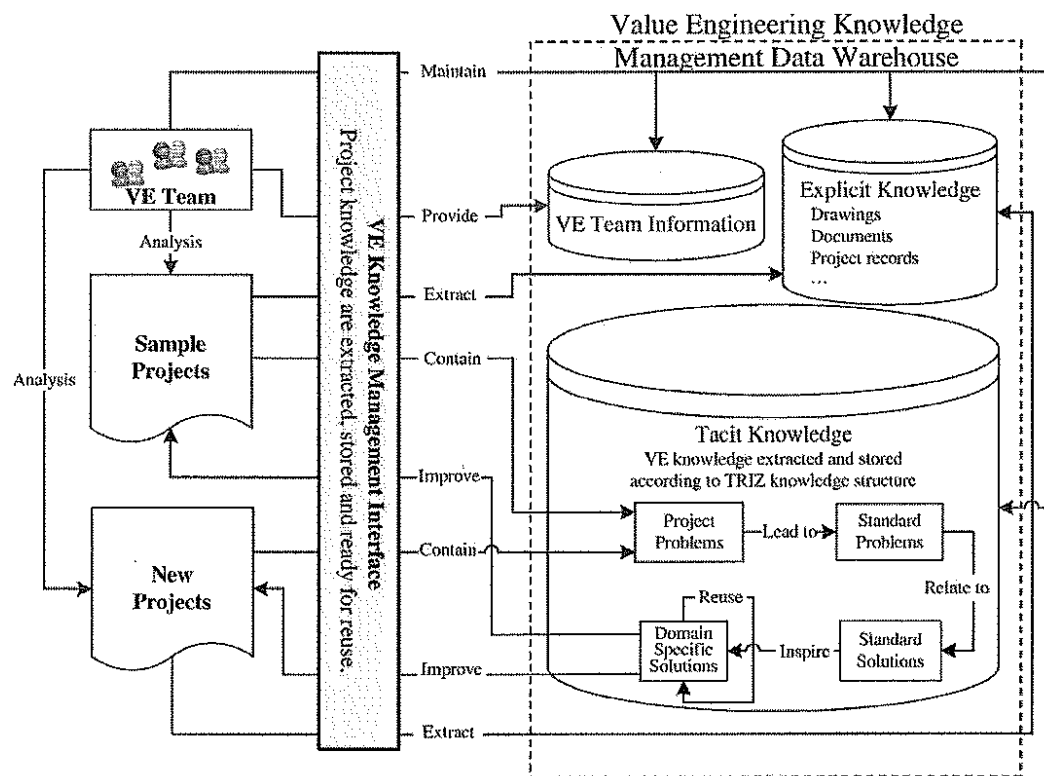 Value Engineering Knowledge
Management Data Warehouse
Maintain
VE Team
Provide
VE Team Information
Explicit Knowledge
Drawings
Documents
Project records
...
Analysis
Extract
Sample
Projects
Contain
Analysis
VE Knowledge Management Interface
Project knowledge are extracted, stored and ready for reuse.
Tacit Knowledge
VE knowledge extracted and stored
according to TRIZ knowledge structure
Improve
Project
Problems
Lead to
Standard
Problems
Contain
New
Projects
Relate to
Reuse
Domain
Specific
Solutions
Inspire
Standard
Solutions
Improve
Extract